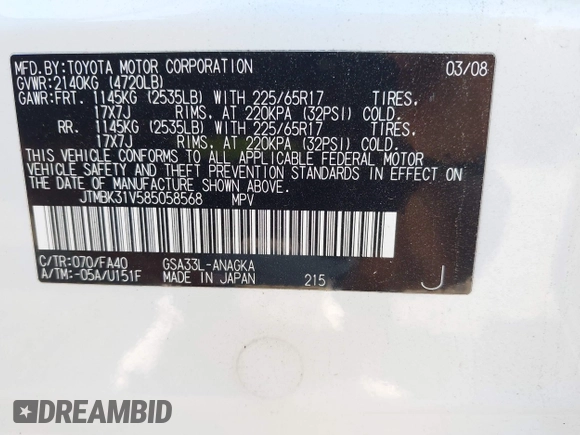 MFD.BY:TOYOTA MOTOR CORPORATION 03/08
GVWR:2140KG (4720LB)
GAWR:FRT. 1145KG (2535LB) WITH 225/65R17 TIRES.
17X7J RIMS. AT 220KPA (32PSI) COLD.
RR. 1145KG (2535LB) WITH 225/65R17 TIRES.
17X7J RIMS. AT 220KPA (32PSI) COLD.
THIS VEHICLE CONFORMS TO ALL APPLICABLE FEDERAL MOTOR
VEHICLE SAFETY AND THEFT PREVENTION STANDARDS IN EFFECT
ON THE DATE OF MANUFACTURE SHOWN ABOVE.
JTMBK31V585058568 MPV
C/TR:070/FA40 GSA33L-ANAGKA
A/TM:-05A/U151F MADE IN JAPAN 215 J
DREAMBID